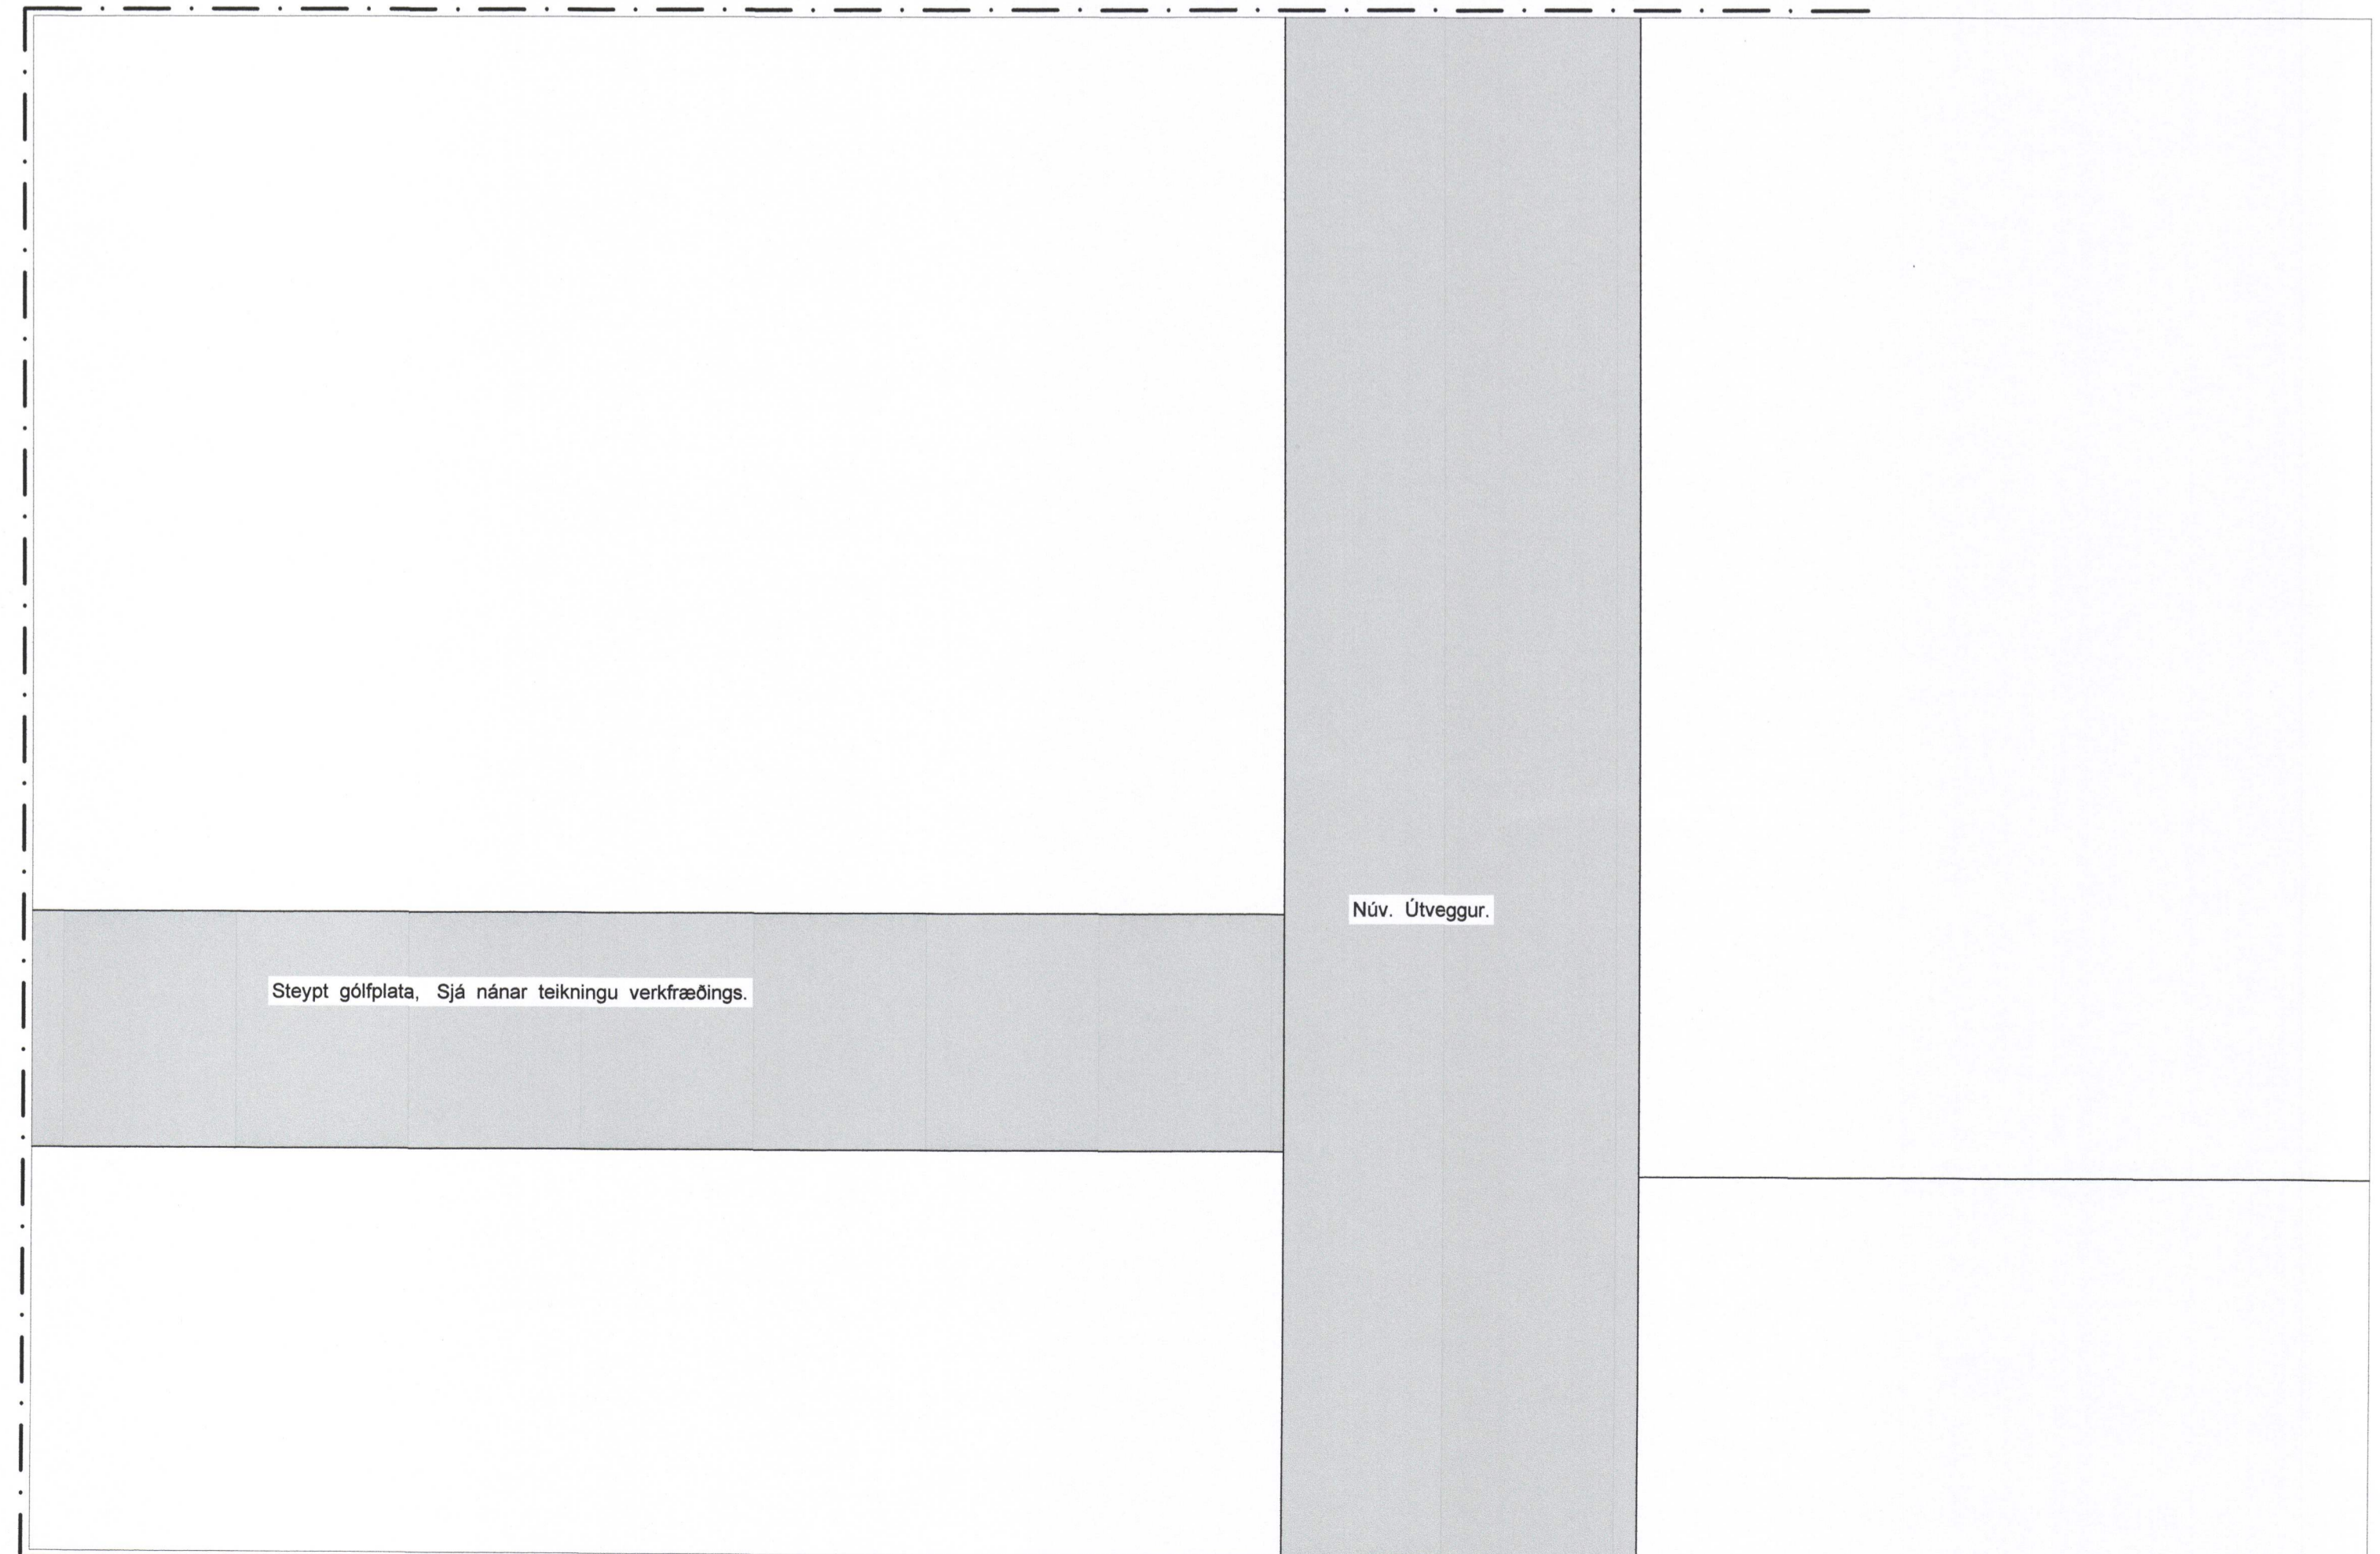 Núv. Útveggur.
Steypt gólfplata, Sjá nánar teikningu verkfræðings.